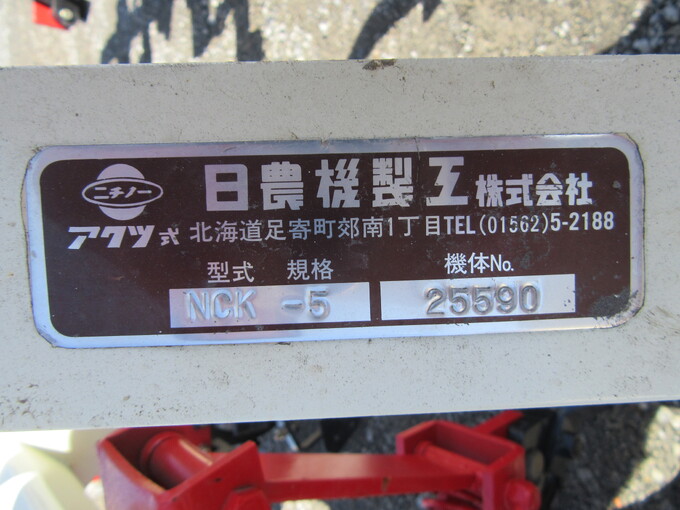 日農機製工株式会社
ニチノー
アクツ式 北海道足寄町郊南1丁目TEL(01562)5-2188
型式 規格 機体No.
NCK -5 25590